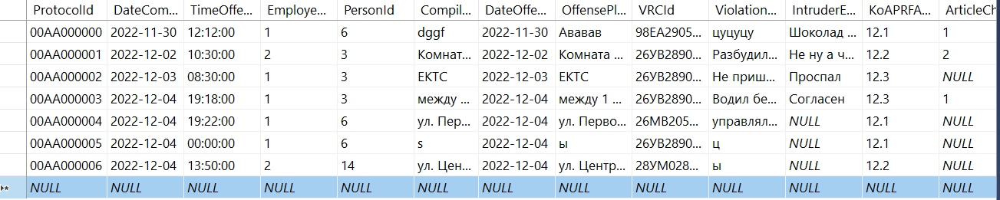 ProtocolId DateCom... TimeOffe... Employe... PersonId Compil... DateOffe... OffensePl... VRCId Violation... IntruderE... KoAPRFA... ArticleCh
00AA000000 2022-11-30 12:12:00 1 6 dggf 2022-11-30 Авават 98EA2905... цуцуцу Шоколад ... 12.1 1
00AA000001 2022-12-02 10:30:00 2 3 Комнат... 2022-12-02 Комната ... 26УВ2890... Разбудил... Не ну а ч... 12.2 2
00AA000002 2022-12-03 08:30:00 1 3 ЕКТС 2022-12-03 ЕКТС 26УВ2890... Не приш... Проспал 12.3 NULL
00AA000003 2022-12-04 19:18:00 1 3 между ... 2022-12-04 между 1 ... 26УВ2890... Водил бе... Согласен 12.3 1
00AA000004 2022-12-04 19:22:00 1 6 ул. Пер... 2022-12-04 ул. Перво... 26МВ205... управлял... NULL 12.1 NULL
00AA000005 2022-12-04 00:00:00 1 6 s 2022-12-04 ы 26УВ2890... ц NULL 12.1 NULL
00AA000006 2022-12-04 13:50:00 2 14 ул. Цен... 2022-12-04 ул. Центр... 28УМ028... ы NULL 12.2 NULL
NULL NULL NULL NULL NULL NULL NULL NULL NULL NULL NULL NULL NULL